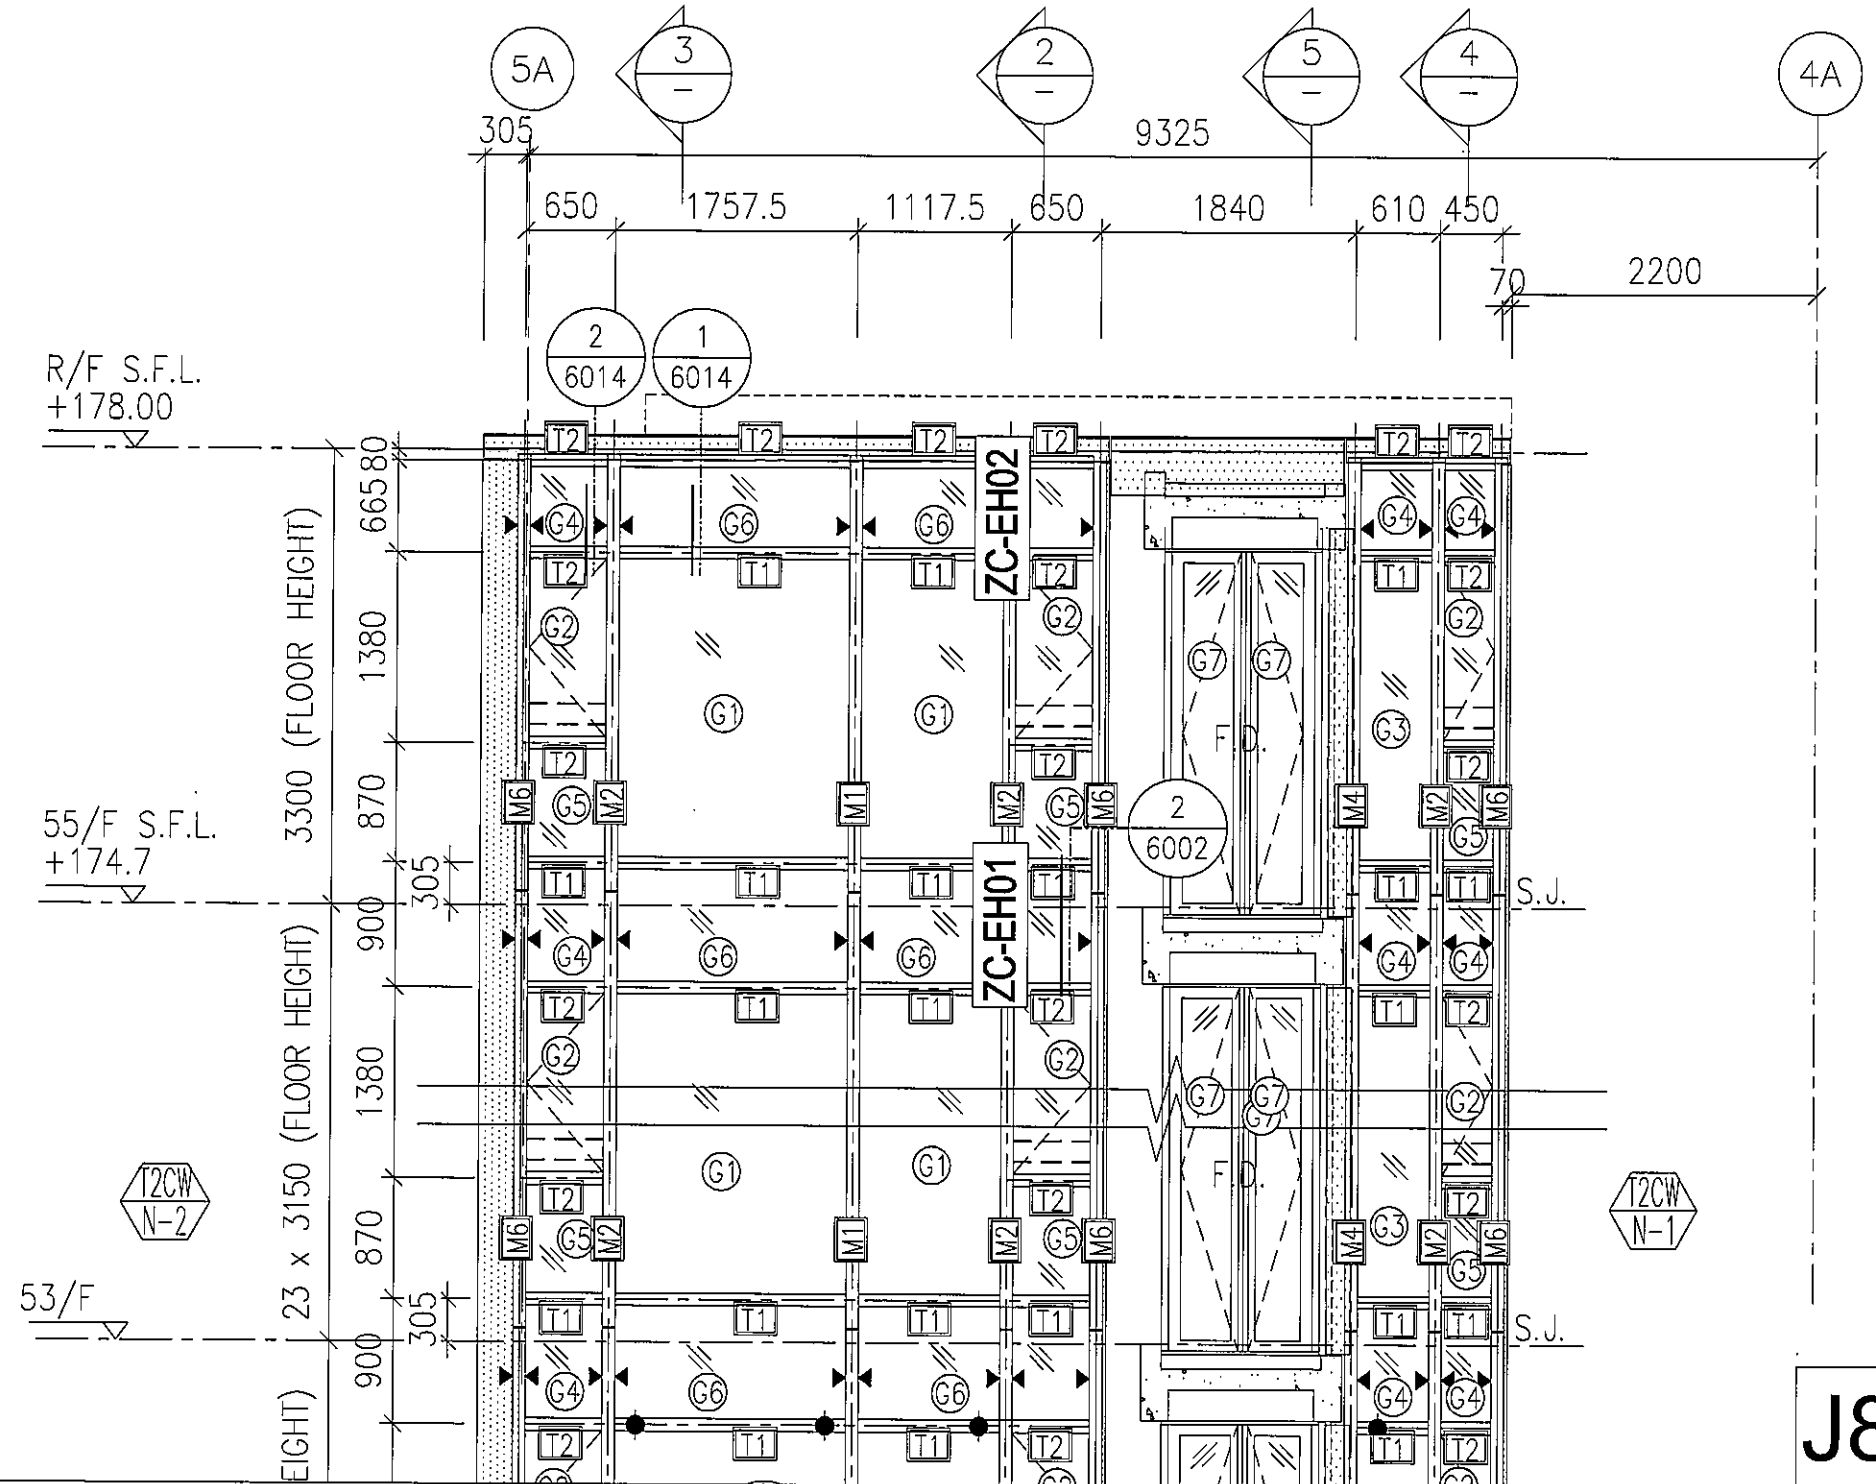 5A
3
–
2
–
5
–
4
–
4A
305
9325
650
1757.5
1117.5
650
1840
610
450
70
2200
2
6014
1
6014
R/F S.F.L.
+178.00
80
665
1380
870
305
900
3300 (FLOOR HEIGHT)
T2
T2
T2
T2
T2
T2
ZC-EH02
G4
G6
G6
G4
G4
T2
T1
T1
T2
T1
T2
G2
G2
G2
G7
G7
G1
G1
G3
F.D.
T2
T2
T2
M6
G5
M2
M1
M2
G5
M6
M4
M2
G5
M6
2
6002
55/F S.F.L.
+174.7
T1
T1
T1
T1
T1
T1
S.J.
ZC-EH01
G4
G6
G6
G4
G4
T2
T1
T1
T2
T1
T2
23 x 3150 (FLOOR HEIGHT)
1380
870
305
900
G2
G2
G7
G7
G7
G2
G1
G1
F.D.
G3
T2CW
N-2
T2CW
N-1
T2
T2
T2
M6
G5
M2
M1
M2
G5
M6
M4
M2
G5
M6
53/F
T1
T1
T1
T1
T1
T1
S.J.
G4
G6
G6
G4
G4
T2
T1
T1
T2
T1
T2
EIGHT)
J8